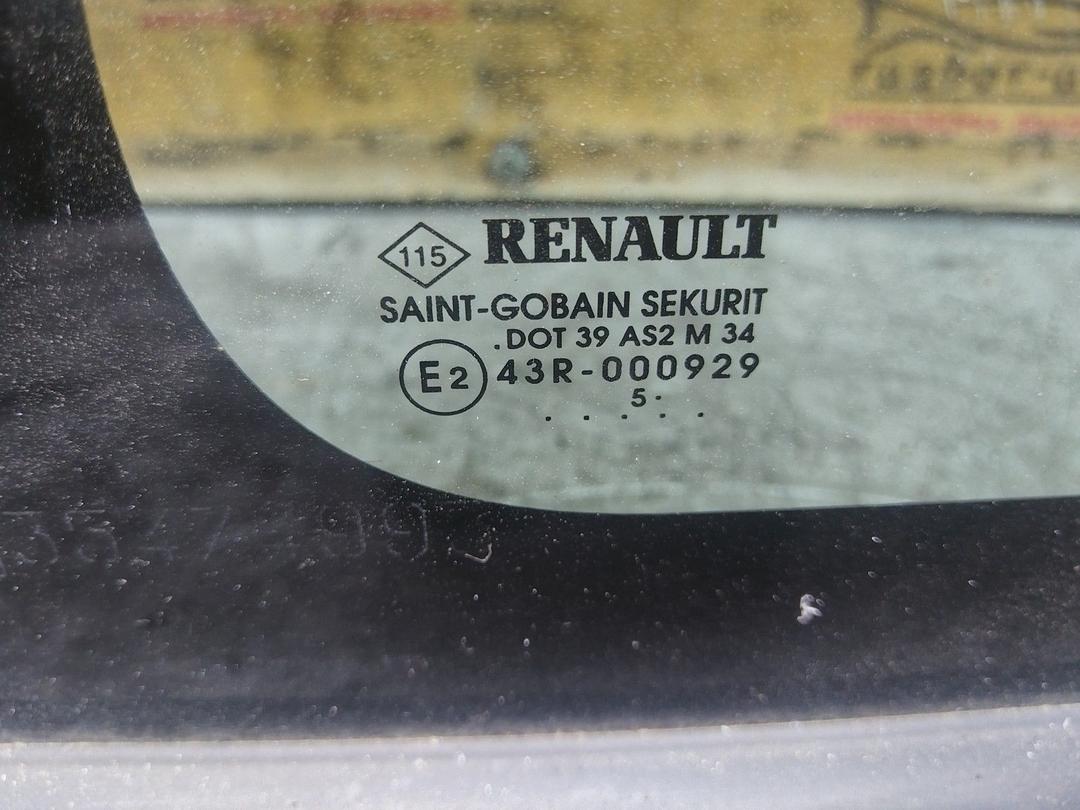 115 RENAULT
SAINT-GOBAIN SEKURIT
.DOT 39 AS2 M 34
E2 43R-000929
5.
. . . . .